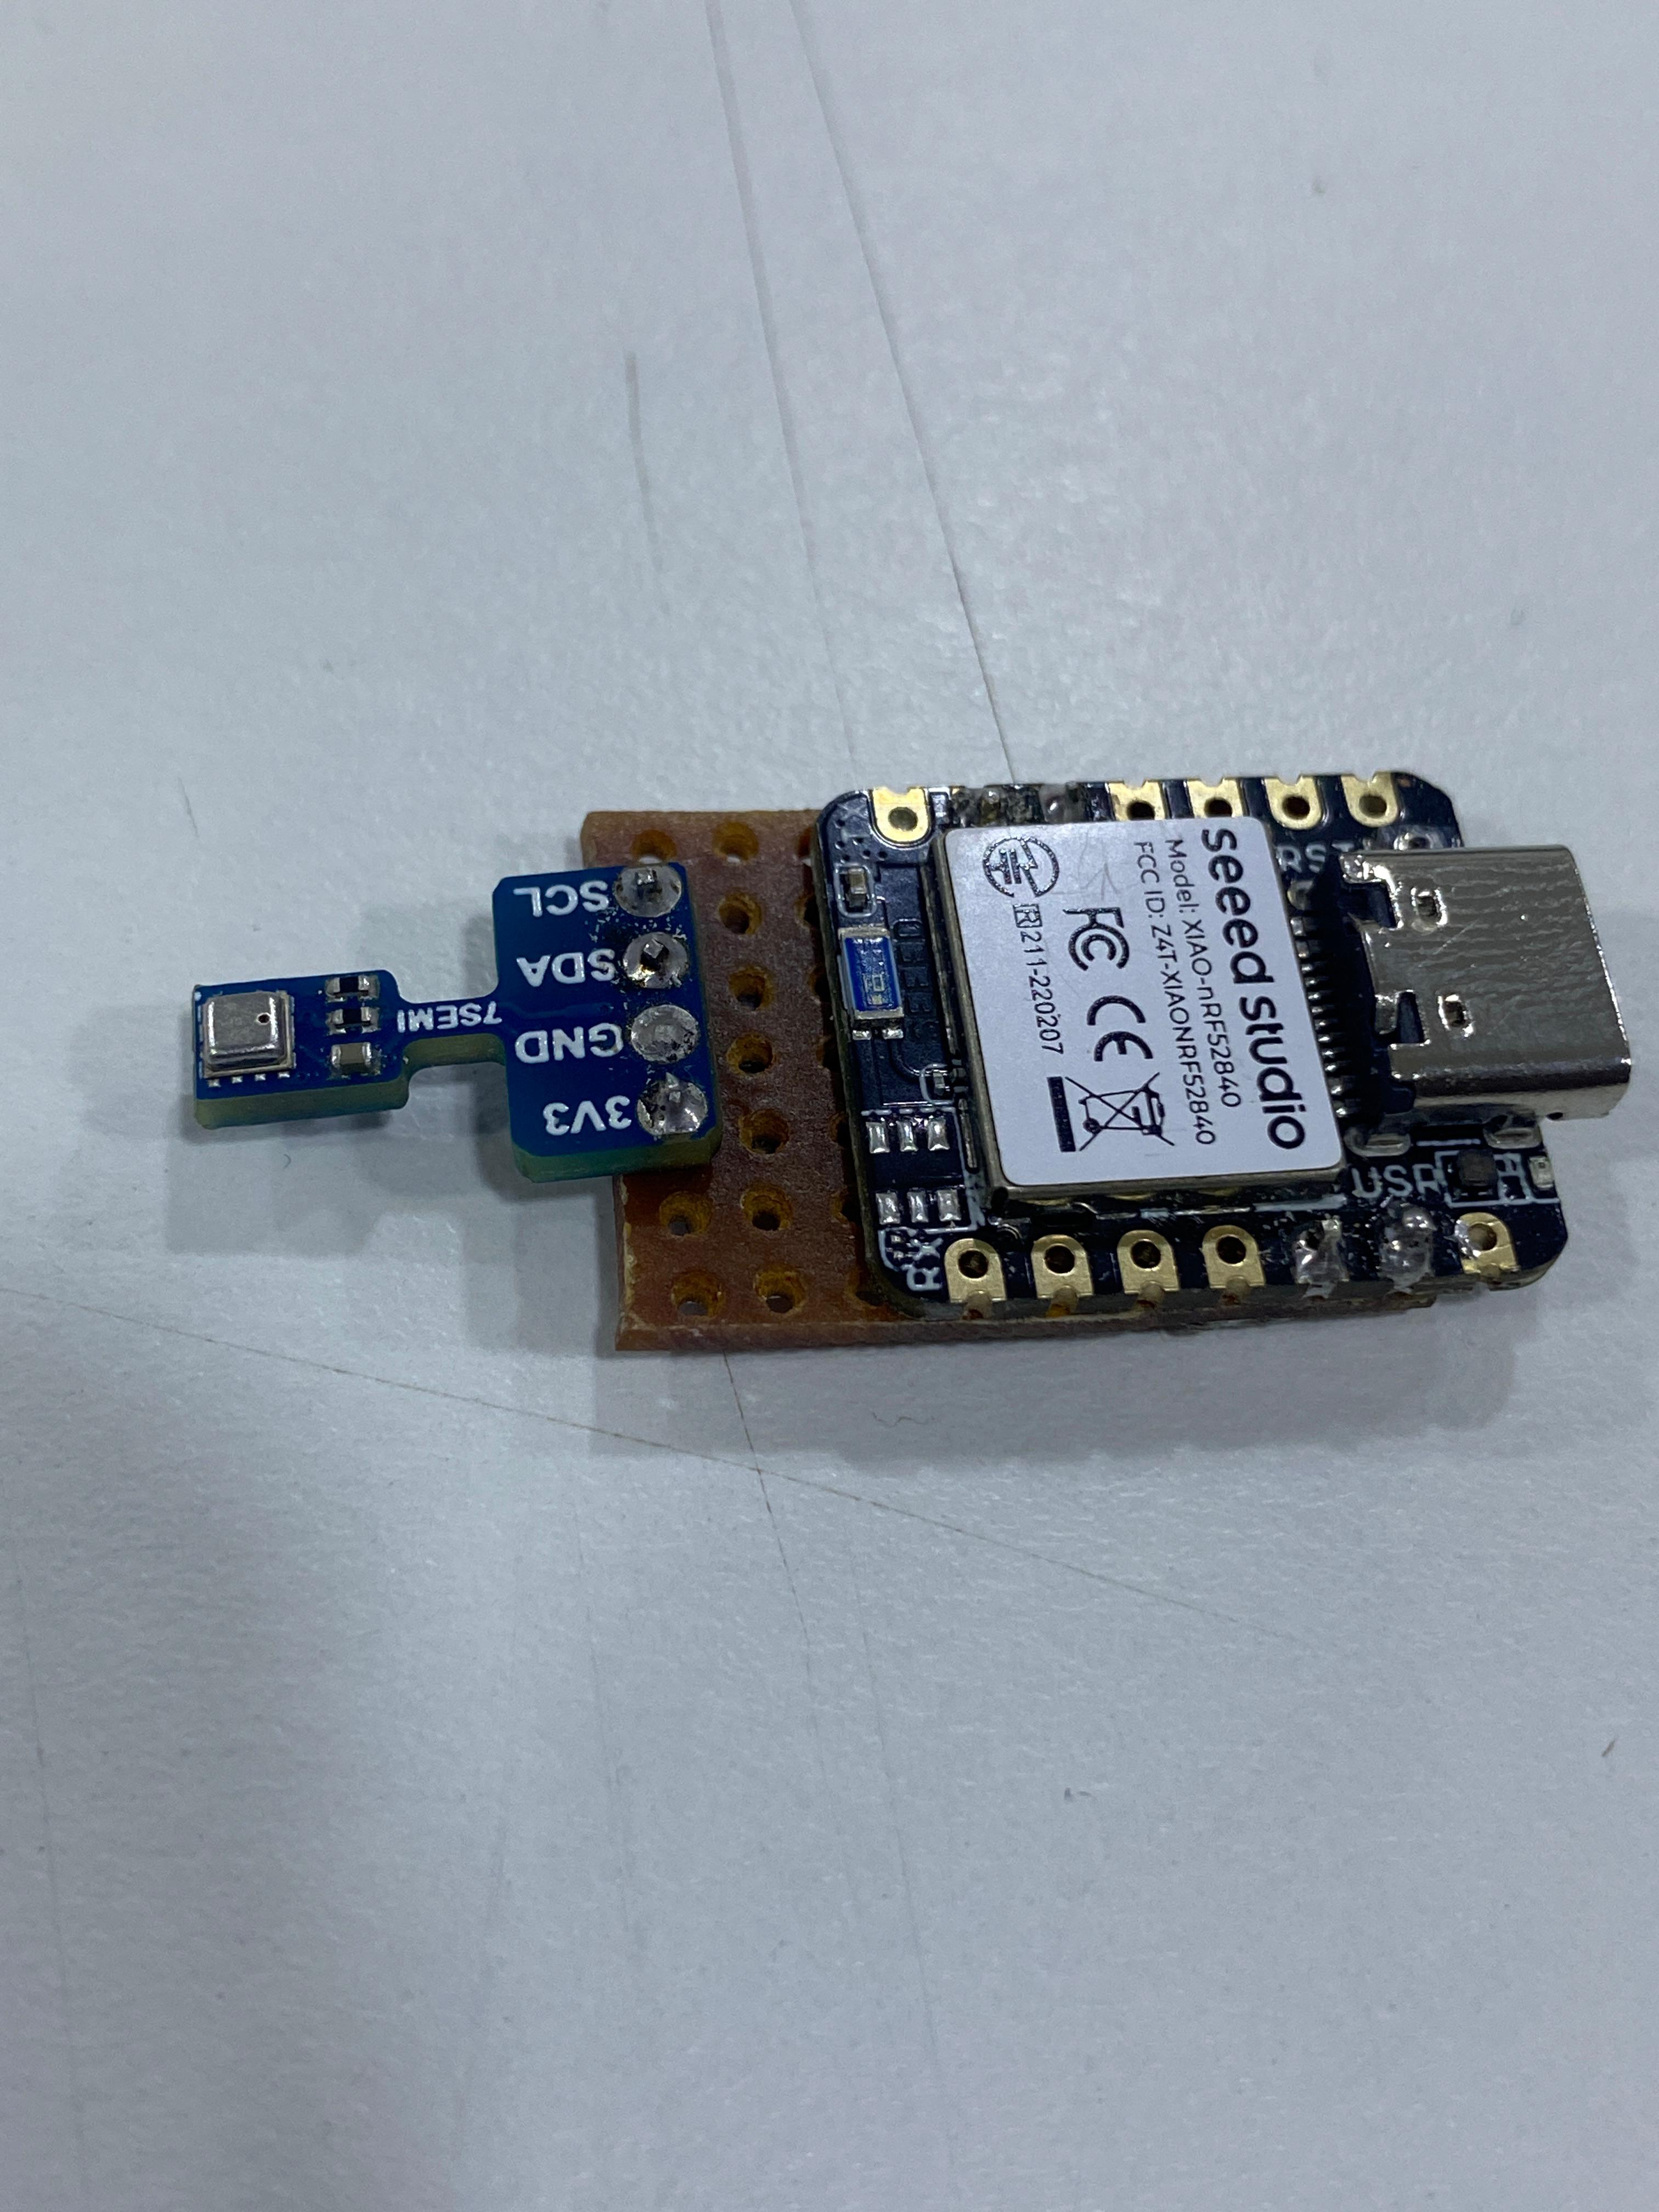 SCL
SDA
GND
3V3
7SEMI
seeed studio
Model: XIAO-nRF52840
FCC ID: Z4T-XIAONRF52840
FC CE
R 211-220207
USR
RX